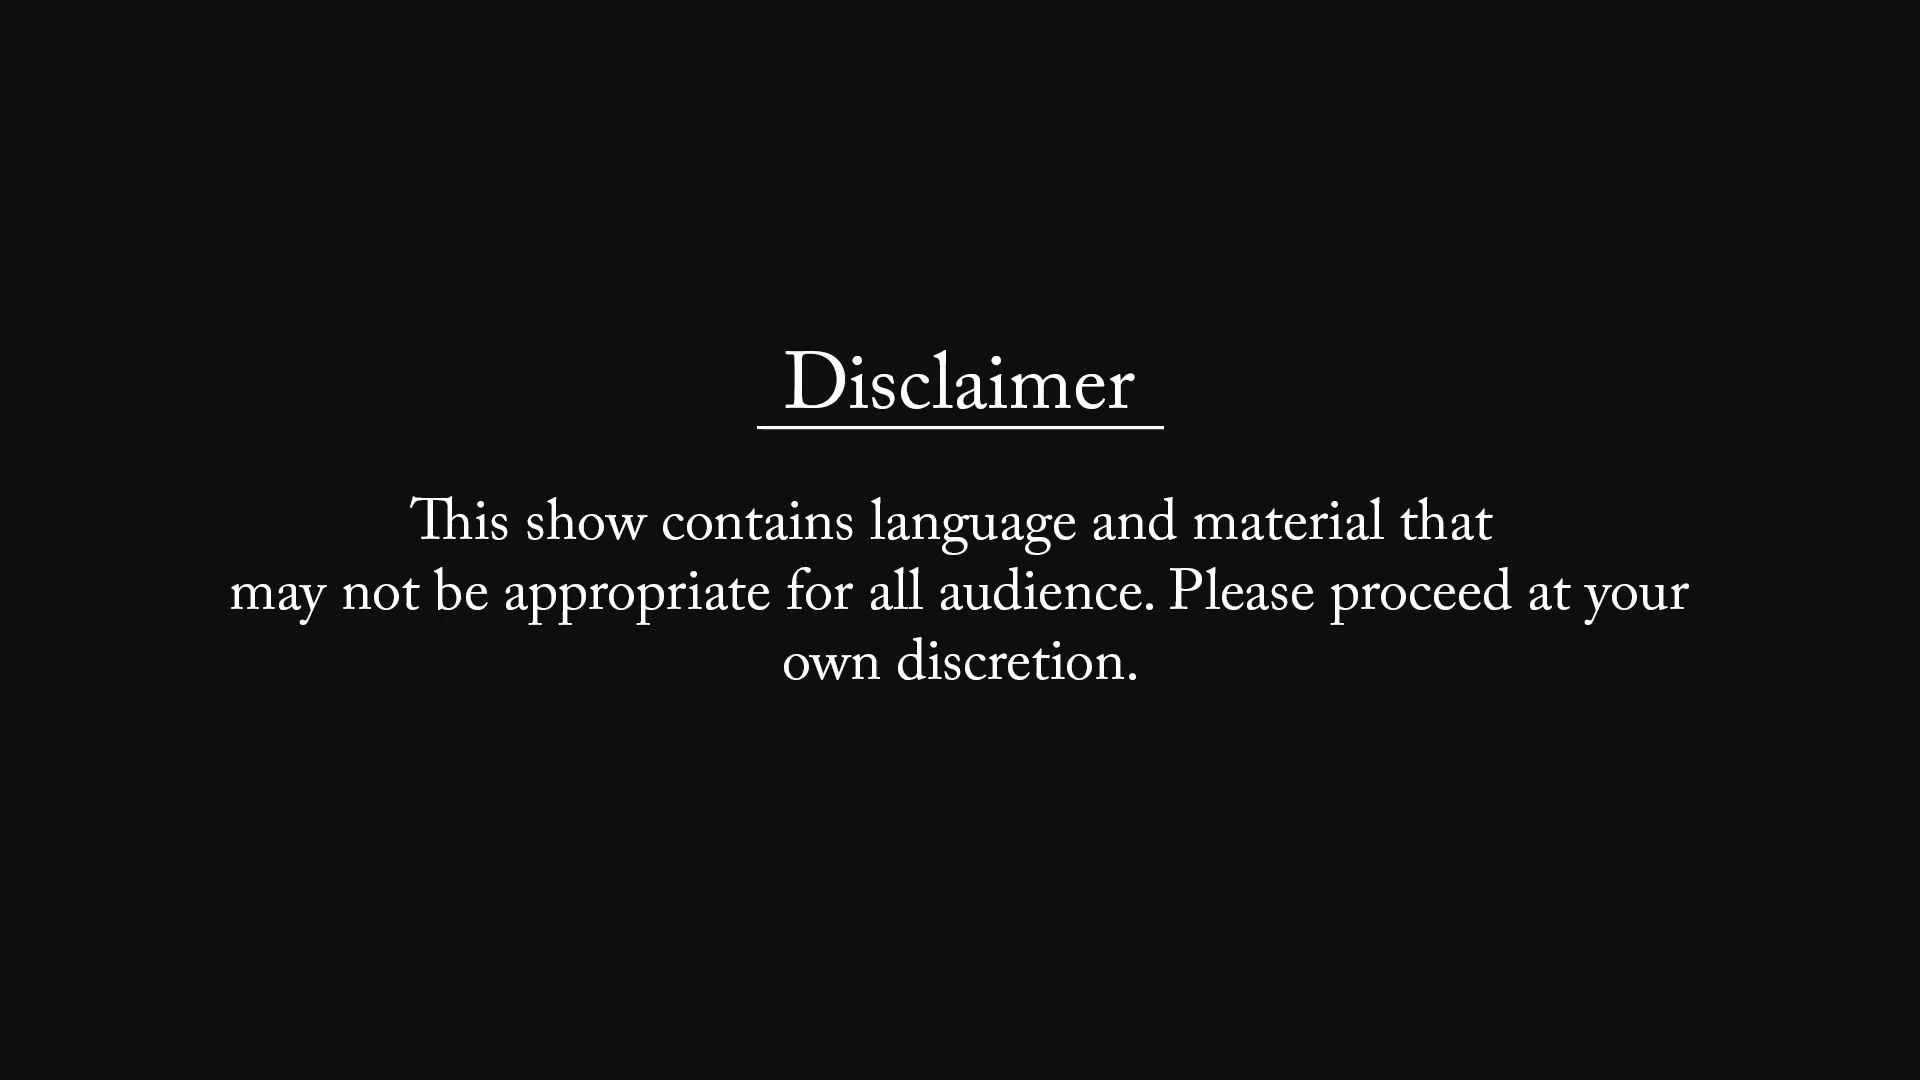 Disclaimer
This show contains language and material that
may not be appropriate for all audience. Please proceed at your
own discretion.